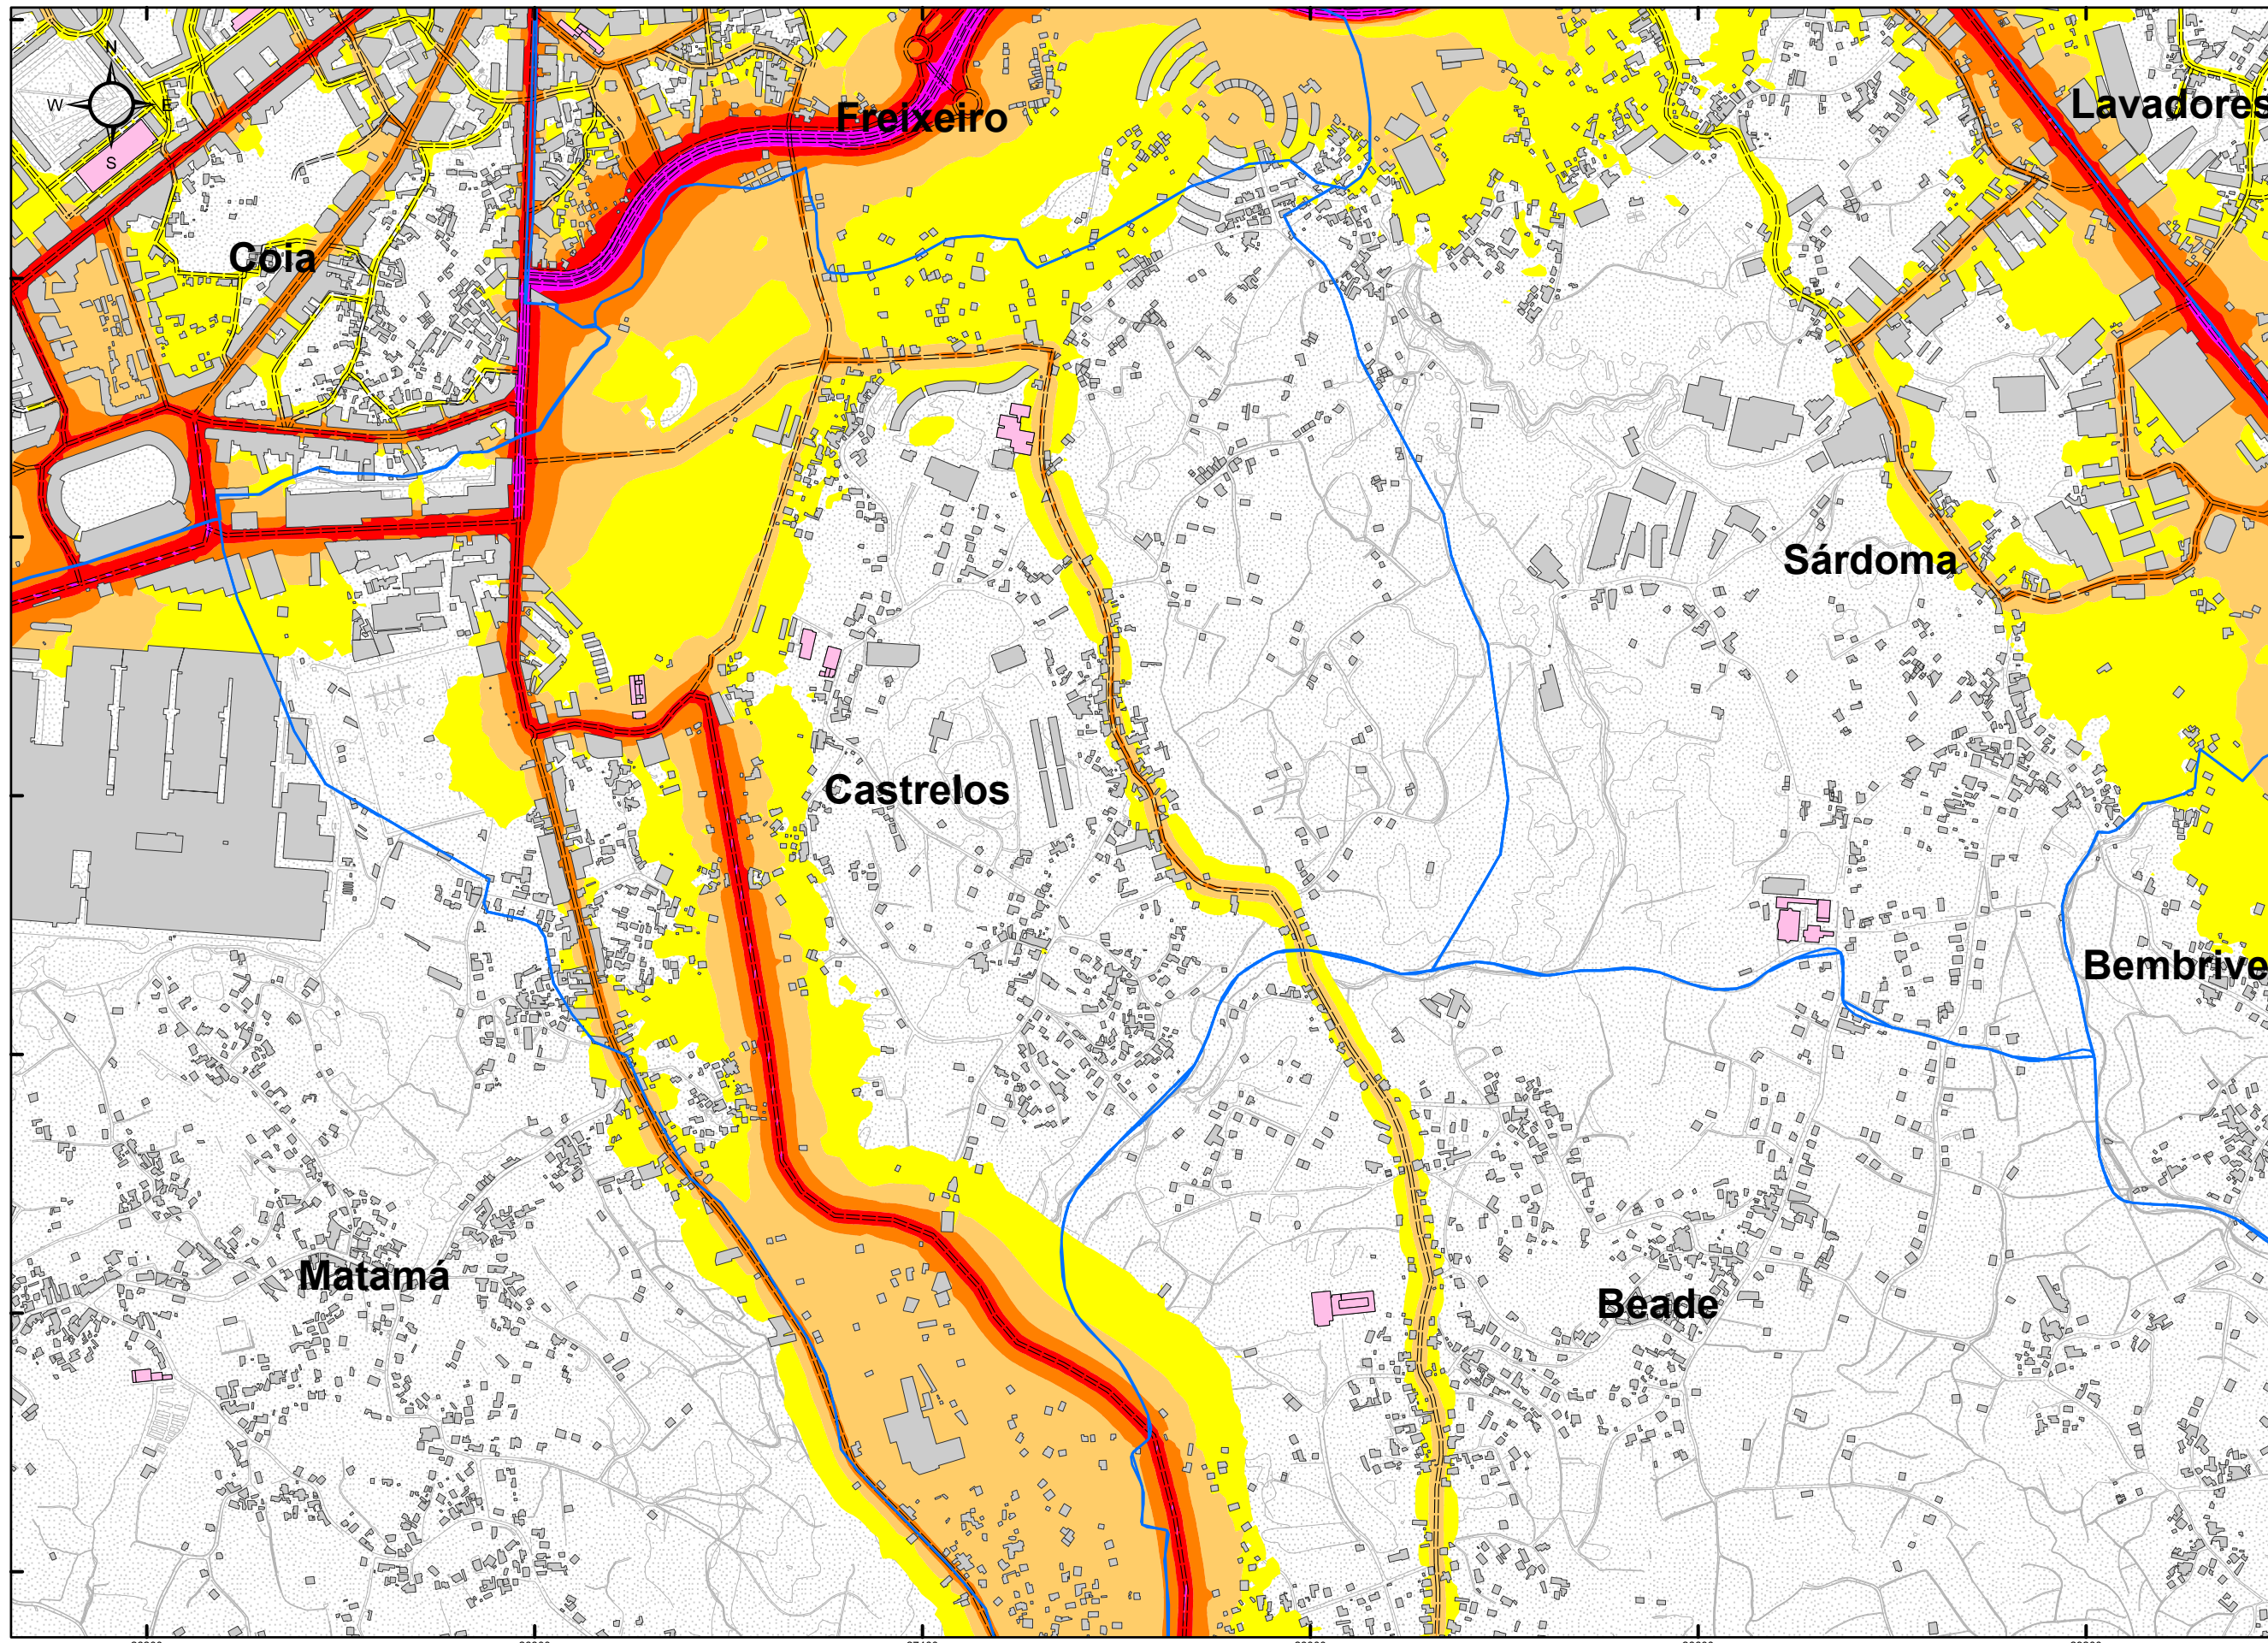 N
W E
S
Freixeiro
Lavadores
Coia
Sárdoma
Castrelos
Bembrive
Matamá
Beade